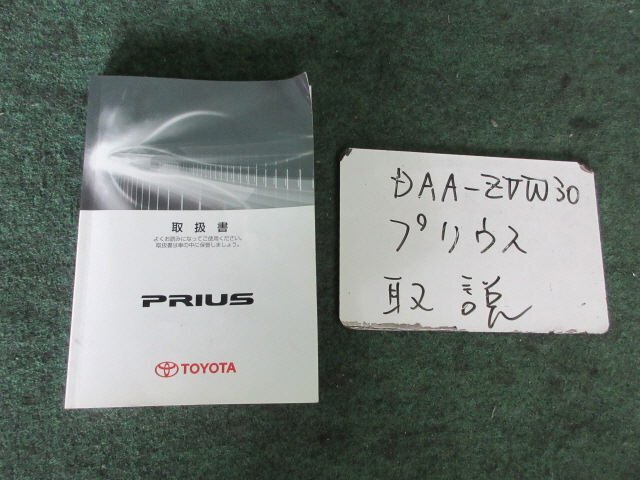 取扱書
よくお読みになってご使用ください。
取扱書は車の中に保管しましょう。
PRIUS
TOYOTA
DAA-ZVW30
プリウス
取説